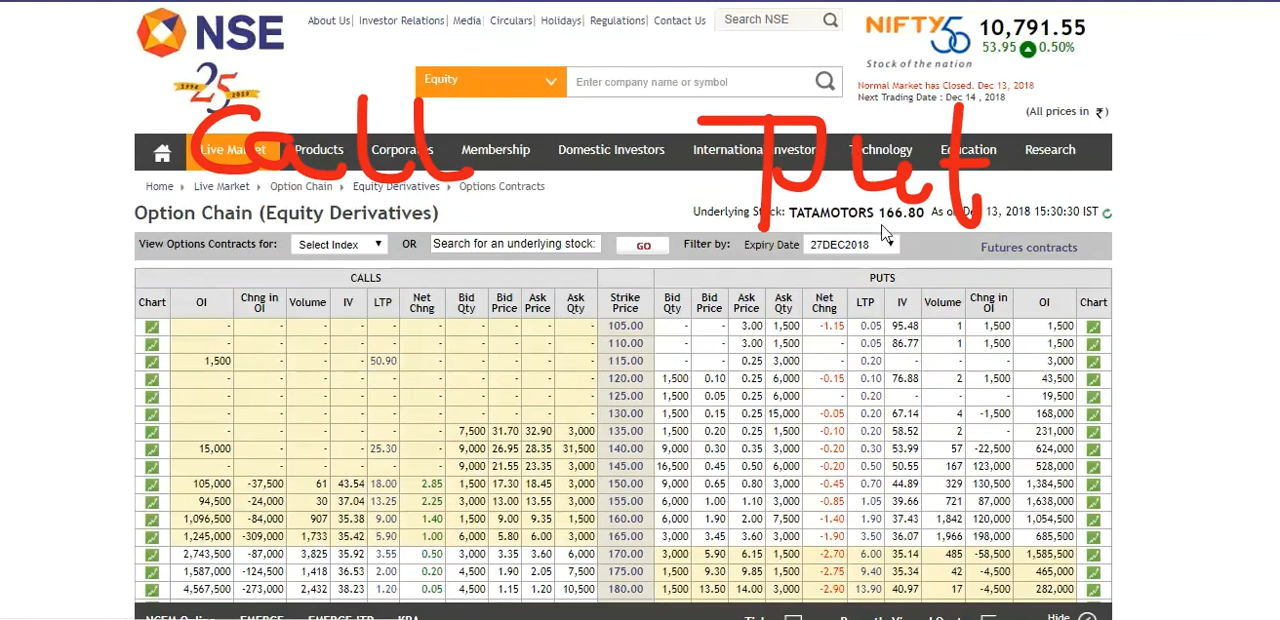 NSE
About Us| Investor Relations| Media| Circulars| Holidays| Regulations| Contact Us
Search NSE
NIFTY50 10,791.55
53.95 0.50%
Stock of the nation
25
1994 2019
Equity
Enter company name or symbol
Normal Market has Closed. Dec 13, 2018
Next Trading Date : Dec 14 , 2018
(All prices in ₹)
Call Put
Live Market Products Corporates Membership Domestic Investors International Investor Technology Education Research
Home Live Market Option Chain Equity Derivatives Options Contracts
Option Chain (Equity Derivatives)
Underlying Stock: TATAMOTORS 166.80 As on Dec 13, 2018 15:30:30 IST
View Options Contracts for: Select Index OR Search for an underlying stock: GO Filter by: Expiry Date 27DEC2018 Futures contracts
CALLS PUTS
Chart OI Chng in OI Volume IV LTP Net Chng Bid Qty Bid Price Ask Price Ask Qty Strike Price Bid Qty Bid Price Ask Price Ask Qty Net Chng LTP IV Volume Chng in OI OI Chart
- - - - - - - - - - 105.00 - - 3.00 1,500 -1.15 0.05 95.48 1 1,500 1,500
- - - - - - - - - - 110.00 - - 3.00 1,500 - 0.05 86.77 1 1,500 1,500
1,500 - - - 50.90 - - - - - 115.00 - - 0.25 3,000 - 0.20 - - - 3,000
- - - - - - - - - - 120.00 1,500 0.10 0.25 6,000 -0.15 0.10 76.88 2 1,500 43,500
- - - - - - - - - - 125.00 1,500 0.05 0.25 6,000 - 0.20 - - - 19,500
- - - - - - - - - - 130.00 1,500 0.15 0.25 15,000 -0.05 0.20 67.14 4 -1,500 168,000
- - - - - - 7,500 31.70 32.90 3,000 135.00 1,500 0.20 0.25 1,500 -0.10 0.20 58.52 2 - 231,000
15,000 - - - 25.30 - 9,000 26.95 28.35 31,500 140.00 9,000 0.30 0.35 3,000 -0.20 0.30 53.99 57 -22,500 624,000
- - - - - - 9,000 21.55 23.35 3,000 145.00 16,500 0.45 0.50 6,000 -0.20 0.50 50.55 167 123,000 528,000
105,000 -37,500 61 43.54 18.00 2.85 1,500 17.30 18.45 3,000 150.00 9,000 0.65 0.80 3,000 -0.45 0.70 44.89 329 130,500 1,384,500
94,500 -24,000 30 37.04 13.25 2.25 3,000 13.00 13.55 3,000 155.00 6,000 1.00 1.10 3,000 -0.85 1.05 39.66 721 87,000 1,638,000
1,096,500 -84,000 907 35.38 9.00 1.40 1,500 9.00 9.35 1,500 160.00 6,000 1.90 2.00 7,500 -1.40 1.90 37.43 1,842 120,000 1,054,500
1,245,000 -309,000 1,733 35.42 5.90 1.00 6,000 5.80 6.00 3,000 165.00 3,000 3.45 3.60 3,000 -1.90 3.50 36.07 1,966 198,000 685,500
2,743,500 -87,000 3,825 35.92 3.55 0.50 3,000 3.35 3.60 6,000 170.00 3,000 5.90 6.15 1,500 -2.70 6.00 35.14 485 -58,500 1,585,500
1,587,000 -124,500 1,418 36.53 2.00 0.20 4,500 1.90 2.05 7,500 175.00 1,500 9.30 9.85 1,500 -2.75 9.40 35.34 42 -4,500 465,000
4,567,500 -273,000 2,432 38.23 1.20 0.05 4,500 1.15 1.20 10,500 180.00 1,500 13.50 14.00 3,000 -2.90 13.90 40.97 17 -4,500 282,000
Hide